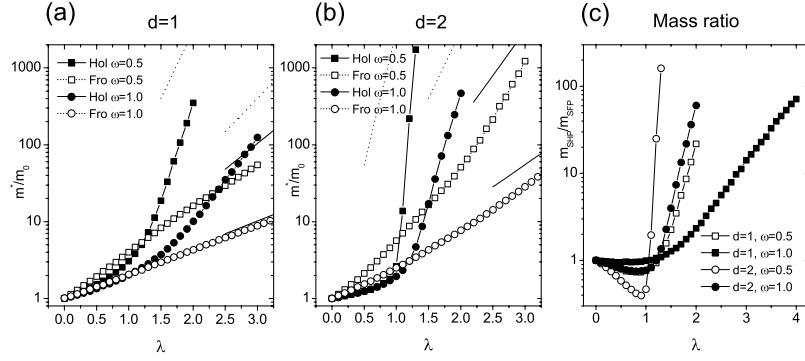 (a)
d=1
1000
100
10
1
m*/m0
Hol ω=0.5
Fro ω=0.5
Hol ω=1.0
Fro ω=1.0
0.0 0.5 1.0 1.5 2.0 2.5 3.0
λ
(b)
d=2
1000
100
10
1
m*/m0
Hol ω=0.5
Fro ω=0.5
Hol ω=1.0
Fro ω=1.0
0.0 0.5 1.0 1.5 2.0 2.5 3.0
λ
(c)
Mass ratio
100
10
1
mSHP/mSFP
d=1, ω=0.5
d=1, ω=1.0
d=2, ω=0.5
d=2, ω=1.0
0 1 2 3 4
λ